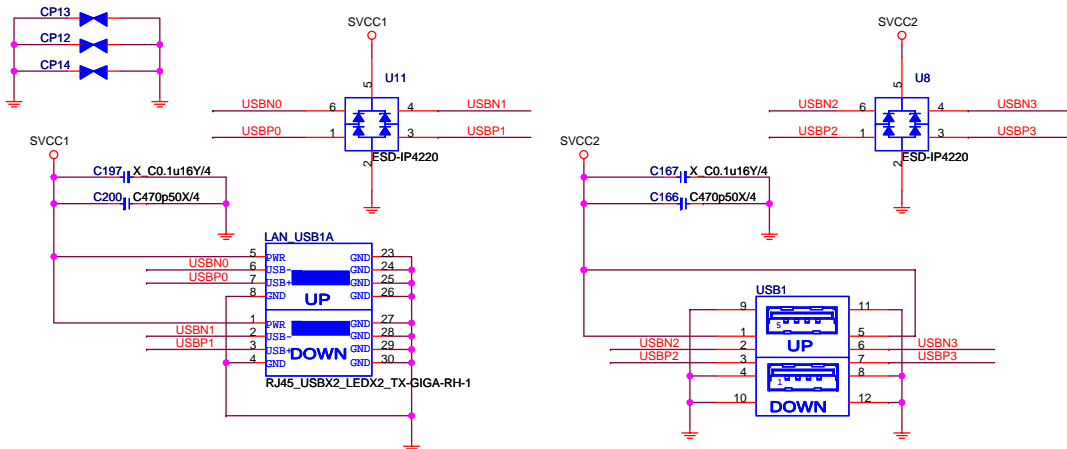 CP13
CP12
CP14
SVCC1
U11
5
USBN0 6 4 USBN1
USBP0 1 3 USBP1
2
ESD-IP4220
SVCC2
U8
5
USBN2 6 4 USBN3
USBP2 1 3 USBP3
2
ESD-IP4220
SVCC1
C197 X_C0.1u16Y/4
C200 C470p50X/4
LAN_USB1A
5 PWR GND 23
USBN0 6 USB- GND 24
USBP0 7 USB+ GND 25
8 GND GND 26
UP
1 PWR GND 27
USBN1 2 USB- GND 28
USBP1 3 USB+ GND 29
4 GND GND 30
DOWN
RJ45_USBX2_LEDX2_TX-GIGA-RH-1
SVCC2
C167 X_C0.1u16Y/4
C166 C470p50X/4
USB1
9 11
5
1 5
UP
USBN2 2 6 USBN3
USBP2 3 7 USBP3
4 8
1
10 12
DOWN